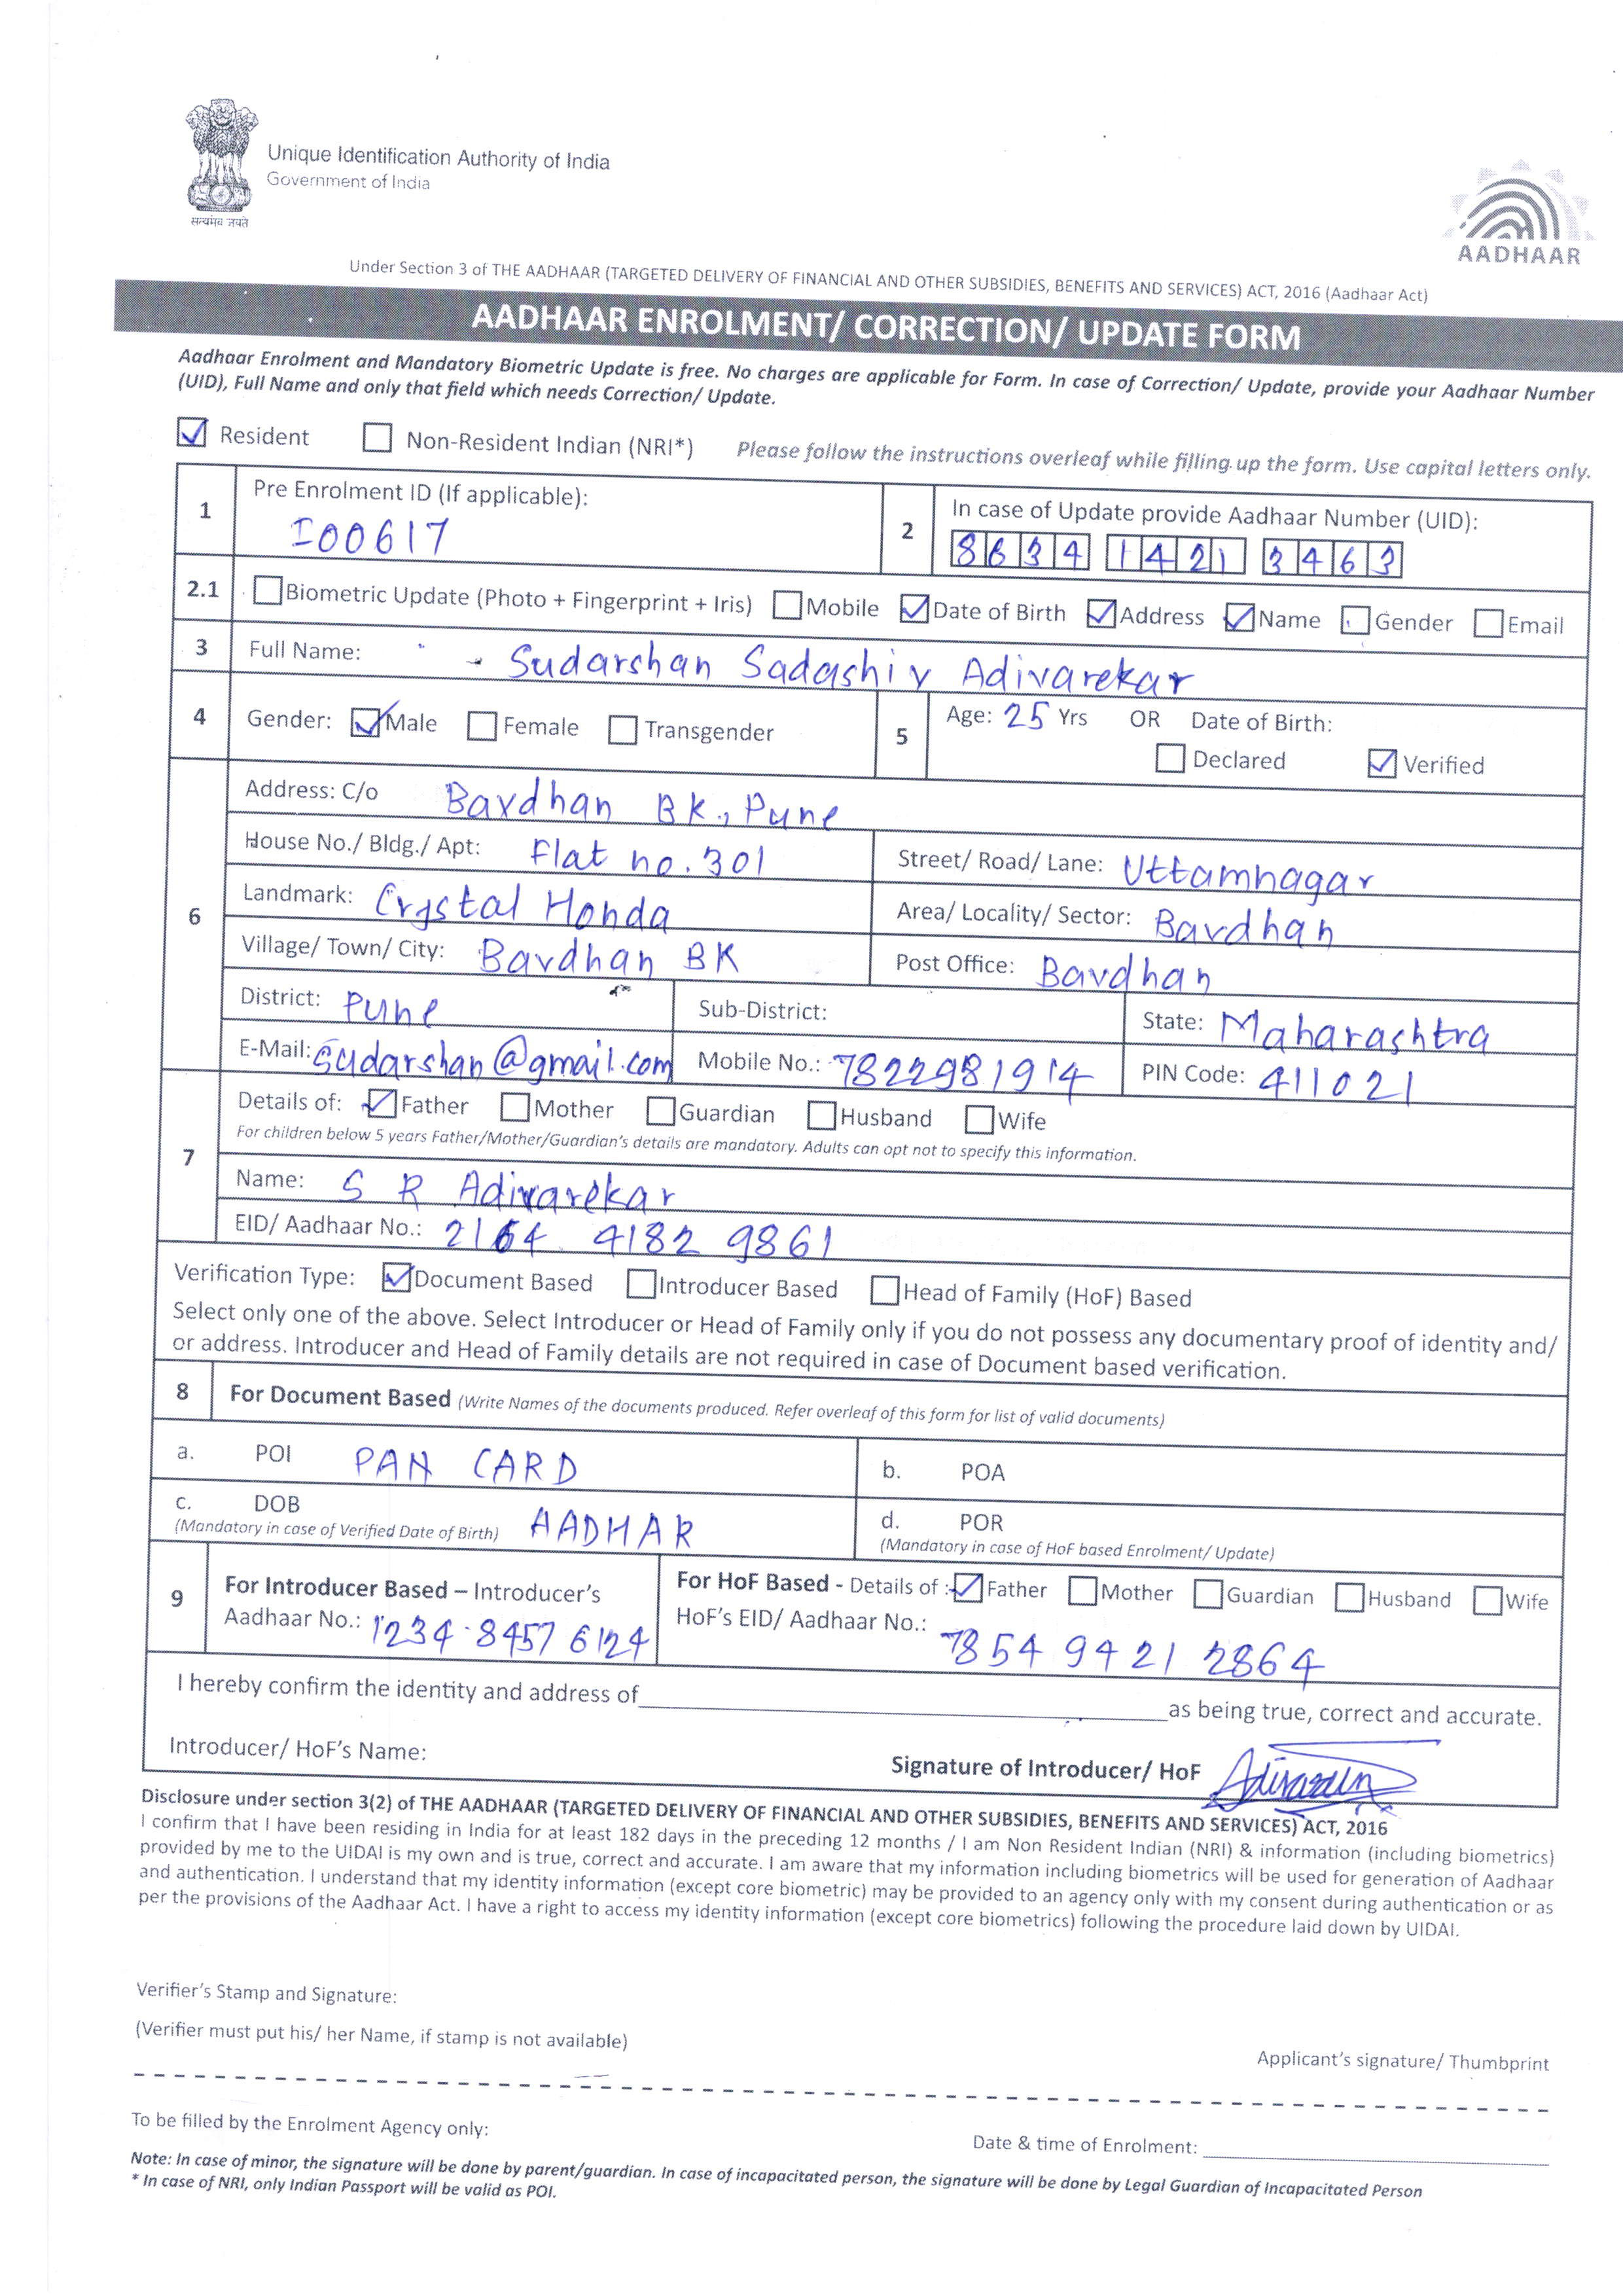 सत्यमेव जयते
Unique Identification Authority of India
Government of India
AADHAAR
Under Section 3 of THE AADHAAR (TARGETED DELIVERY OF FINANCIAL AND OTHER SUBSIDIES, BENEFITS AND SERVICES) ACT, 2016 (Aadhaar Act)
AADHAAR ENROLMENT/ CORRECTION/ UPDATE FORM
Aadhaar Enrolment and Mandatory Biometric Update is free. No charges are applicable for Form. In case of Correction/ Update, provide your Aadhaar Number
(UID), Full Name and only that field which needs Correction/ Update.
Resident Non-Resident Indian (NRI*) Please follow the instructions overleaf while filling up the form. Use capital letters only.
1 Pre Enrolment ID (If applicable):
I00617
2 In case of Update provide Aadhaar Number (UID):
8634 1421 3463
2.1 Biometric Update (Photo + Fingerprint + Iris) Mobile Date of Birth Address Name Gender Email
3 Full Name: Sudarshan Sadashiv Adivarekar
4 Gender: Male Female Transgender
5 Age: 25 Yrs OR Date of Birth:
Declared Verified
6 Address: C/o Bavdhan BK., Pune
House No./ Bldg./ Apt: Flat no. 301 Street/ Road/ Lane: Uttamnagar
Landmark: Crystal Honda Area/ Locality/ Sector: Bavdhan
Village/ Town/ City: Bavdhan BK Post Office: Bavdhan
District: Pune Sub-District: State: Maharashtra
E-Mail: sudarshan@gmail.com Mobile No.: 7822981914 PIN Code: 411021
7 Details of: Father Mother Guardian Husband Wife
For children below 5 years Father/Mother/Guardian's details are mandatory. Adults can opt not to specify this information.
Name: S R Adivarekar
EID/ Aadhaar No.: 2164 4182 9861
Verification Type: Document Based Introducer Based Head of Family (HoF) Based
Select only one of the above. Select Introducer or Head of Family only if you do not possess any documentary proof of identity and/
or address. Introducer and Head of Family details are not required in case of Document based verification.
8 For Document Based (Write Names of the documents produced. Refer overleaf of this form for list of valid documents)
a. POI PAN CARD b. POA
c. DOB AADHAR
(Mandatory in case of Verified Date of Birth)
d. POR
(Mandatory in case of HoF based Enrolment/ Update)
9 For Introducer Based – Introducer's
Aadhaar No.: 1234 8457 6124
For HoF Based - Details of : Father Mother Guardian Husband Wife
HoF's EID/ Aadhaar No.: 7854 9421 2864
I hereby confirm the identity and address of as being true, correct and accurate.
Introducer/ HoF's Name:
Signature of Introducer/ HoF
Disclosure under section 3(2) of THE AADHAAR (TARGETED DELIVERY OF FINANCIAL AND OTHER SUBSIDIES, BENEFITS AND SERVICES) ACT, 2016
I confirm that I have been residing in India for at least 182 days in the preceding 12 months / I am Non Resident Indian (NRI) & information (including biometrics)
provided by me to the UIDAI is my own and is true, correct and accurate. I am aware that my information including biometrics will be used for generation of Aadhaar
and authentication. I understand that my identity information (except core biometric) may be provided to an agency only with my consent during authentication or as
per the provisions of the Aadhaar Act. I have a right to access my identity information (except core biometrics) following the procedure laid down by UIDAI.
Verifier's Stamp and Signature:
(Verifier must put his/ her Name, if stamp is not available)
Applicant's signature/ Thumbprint
To be filled by the Enrolment Agency only:
Date & time of Enrolment:
Note: In case of minor, the signature will be done by parent/guardian. In case of incapacitated person, the signature will be done by Legal Guardian of Incapacitated Person
* In case of NRI, only Indian Passport will be valid as POI.